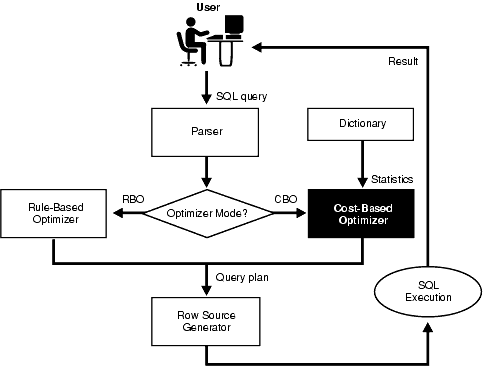 User
Result
SQL query
Parser
Dictionary
Statistics
RBO
CBO
Rule-Based
Optimizer
Optimizer Mode?
Cost-Based
Optimizer
Query plan
SQL
Execution
Row Source
Generator